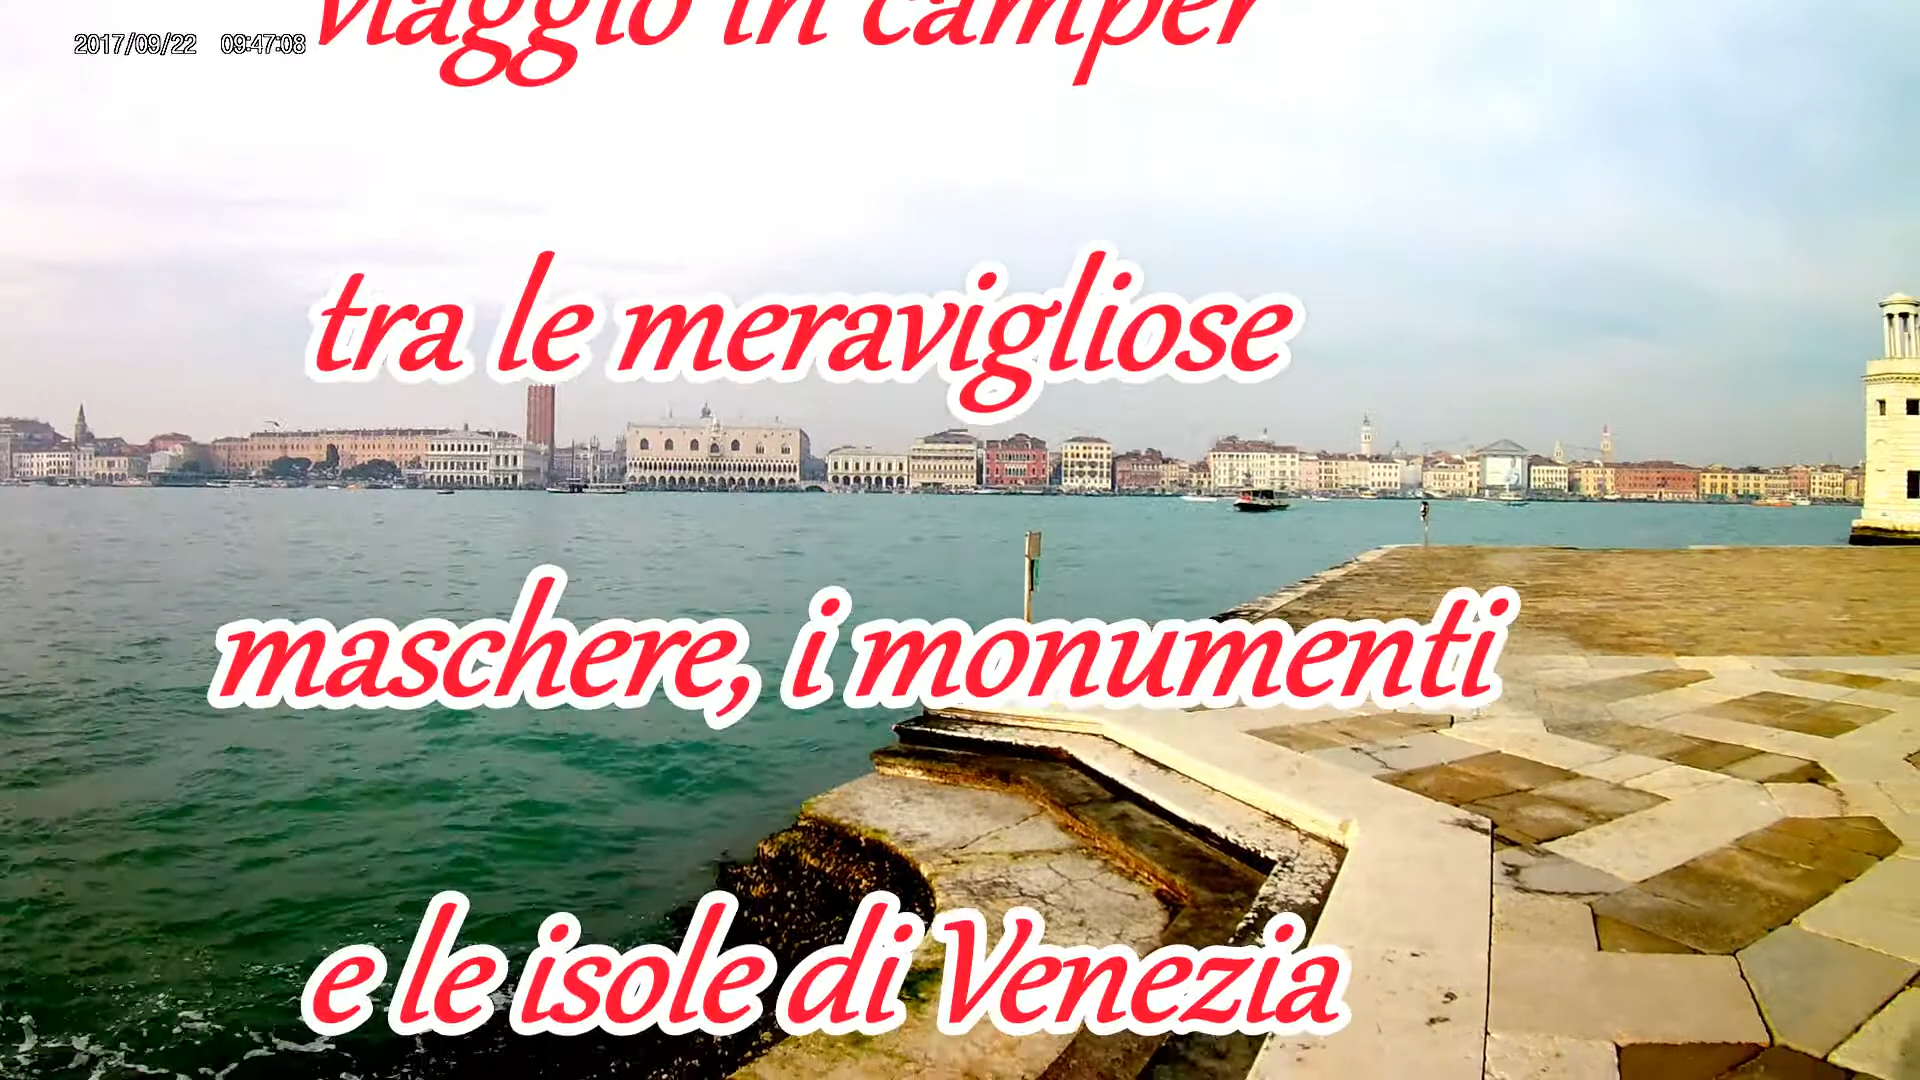 2017/09/22 09:47:08
viaggio in camper
tra le meravigliose
maschere, i monumenti
e le isole di Venezia